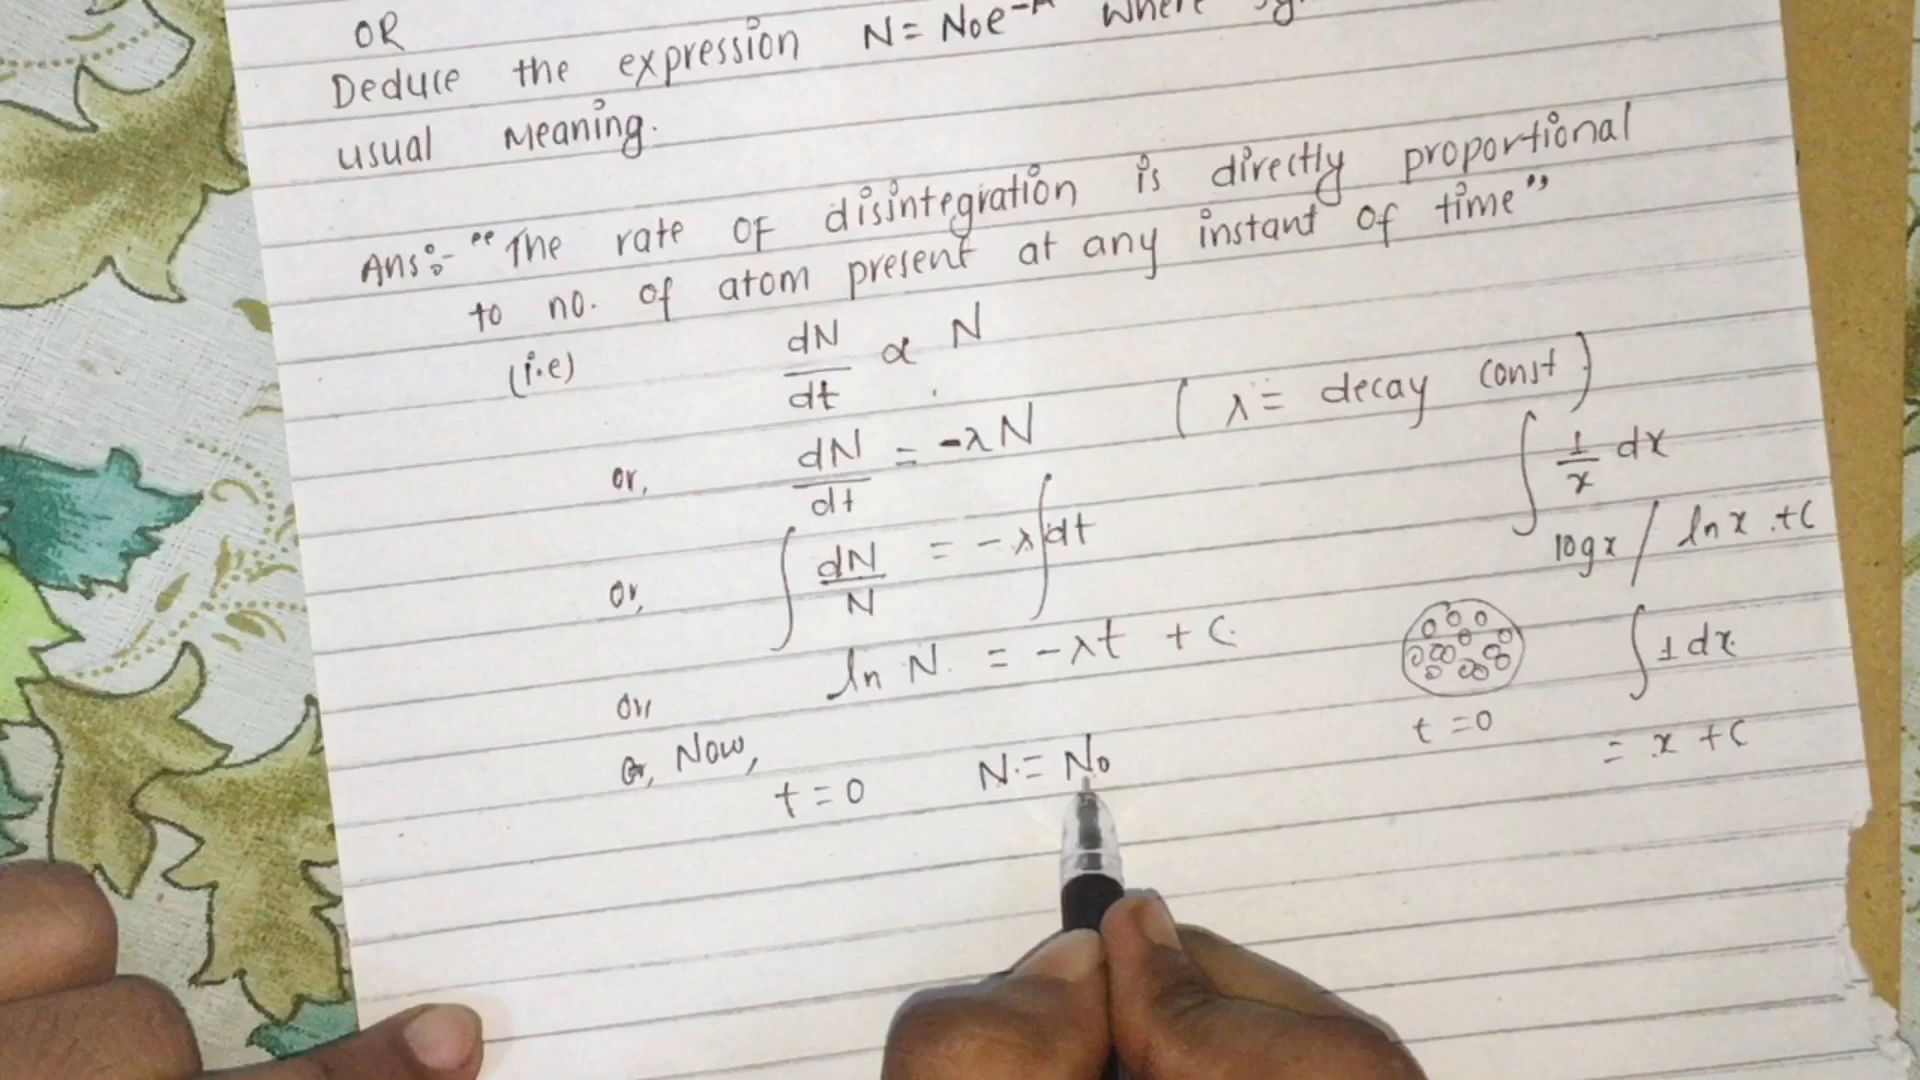 OR
Deduce the expression N = N₀e⁻ where
usual Meaning.
Ans:- "The rate OF disintegration is directly proportional
to no. of atom present at any instant of time"
(i.e) dN/dt ∝ N
or, dN/dt = -λN ( λ = decay const )
or, ∫ dN/N = -λ∫dt
∫ 1/x dx
log x / ln x + C
or, ln N = -λt + C
∫ 1 dx
= x + C
t = 0
Or, Now,
t = 0 N = N₀